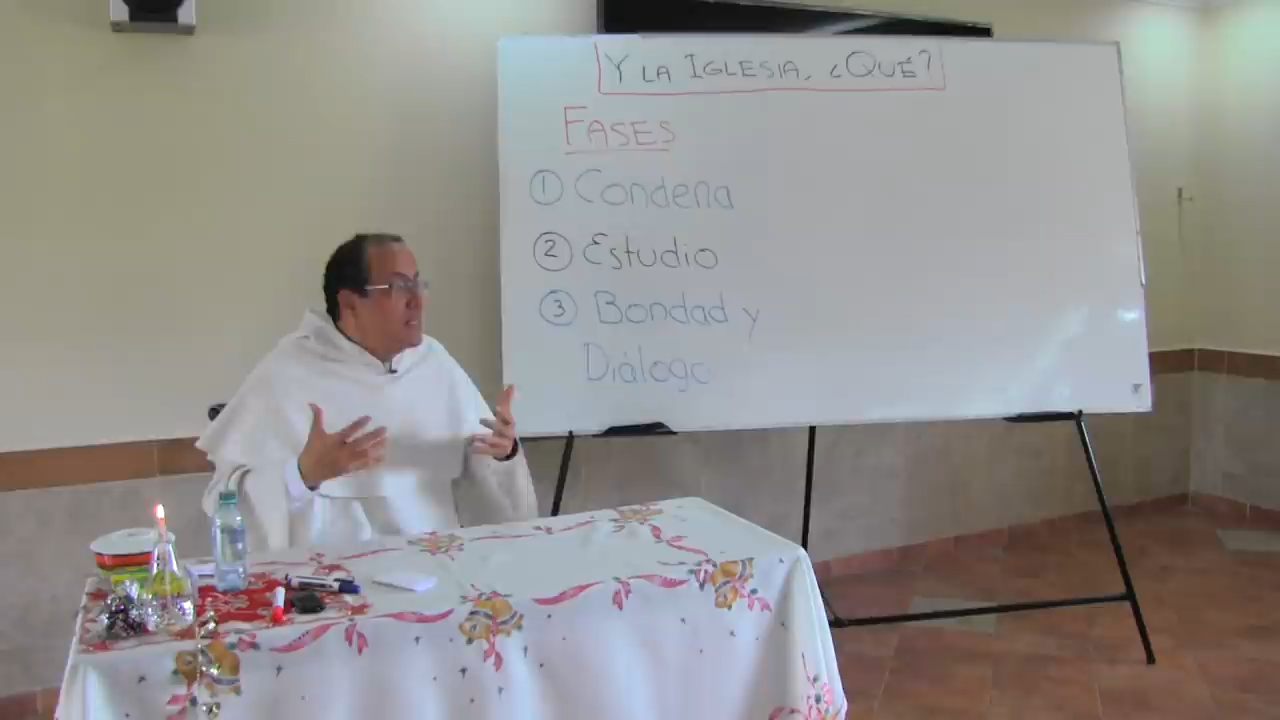 Y LA IGLESIA, ¿QUÉ?
FASES
1 Condena
2 Estudio
3 Bondad y
Diálogo